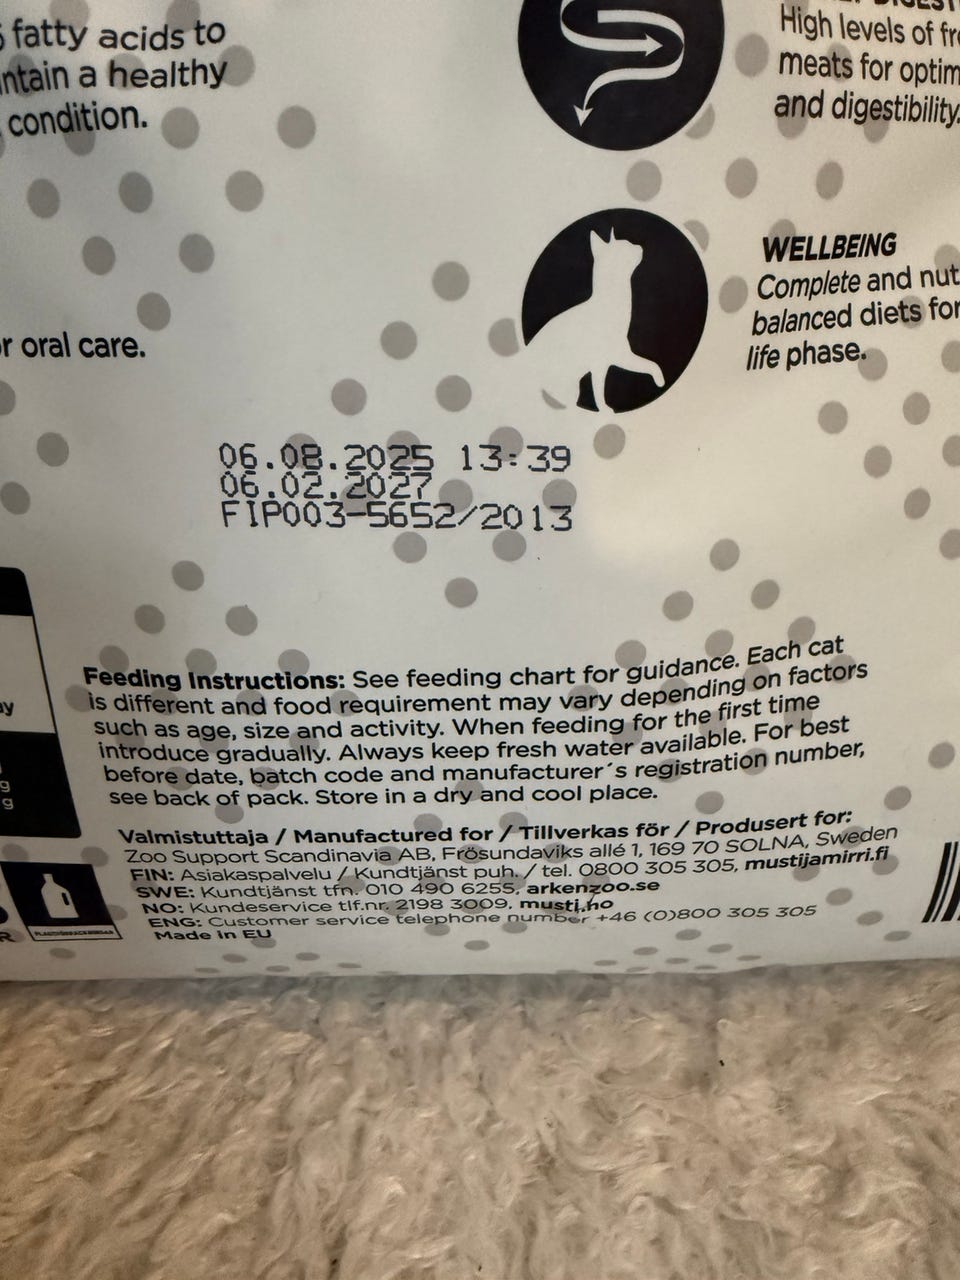 fatty acids to
a healthy
condition.
High levels of
meats for
and digestibility.
WELLBEING
Complete and
balanced diets for
life phase.
oral care.
06.08.2025 13:39
06.02.2027
FIP003-5652/2013
Feeding Instructions: See feeding chart for guidance. Each cat
is different and food requirement may vary depending on factors
such as age, size and activity. When feeding for the first time
introduce gradually. Always keep fresh water available. For best
before date, batch code and manufacturer´s registration number,
see back of pack. Store in a dry and cool place.
Valmistuttaja / Manufactured for / Tillverkas för / Produsert for:
Zoo Support Scandinavia AB, Frösundaviks allé 1, 169 70 SOLNA, Sweden
FIN: Asiakaspalvelu / Kundtjänst puh. / tel. 0800 305 305, mustijamirri.fi
SWE: Kundtjänst tfn. 010 490 6255, arkenzoo.se
NO: Kundeservice tlf.nr. 2198 3009, musti.no
ENG: Customer service telephone number +46 (0)800 305 305
Made in EU